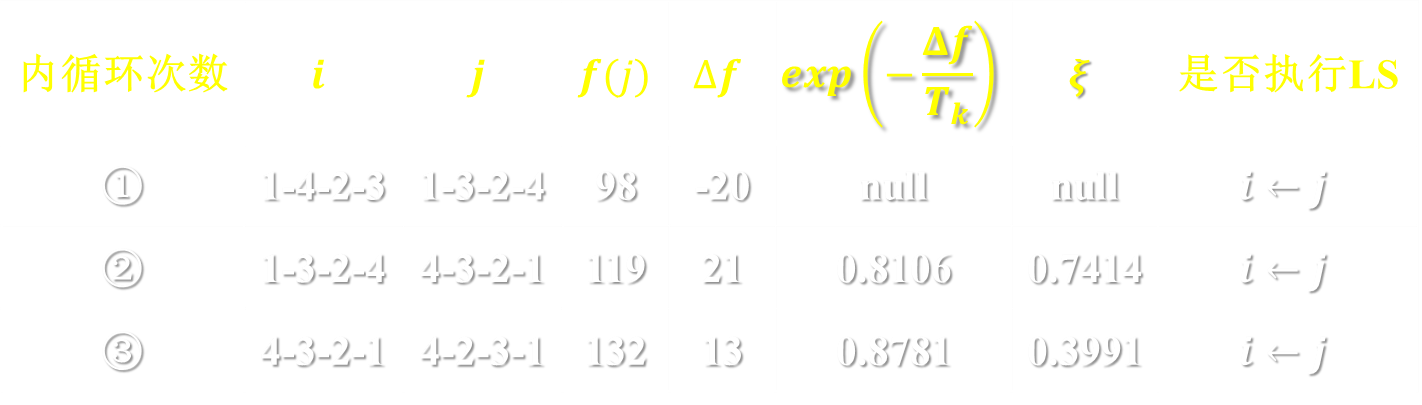 内循环次数 i j f(j) Δf exp(-Δf/T_k) ξ 是否执行LS
① 1-4-2-3 1-3-2-4 98 -20 null null i ← j
② 1-3-2-4 4-3-2-1 119 21 0.8106 0.7414 i ← j
③ 4-3-2-1 4-2-3-1 132 13 0.8781 0.3991 i ← j